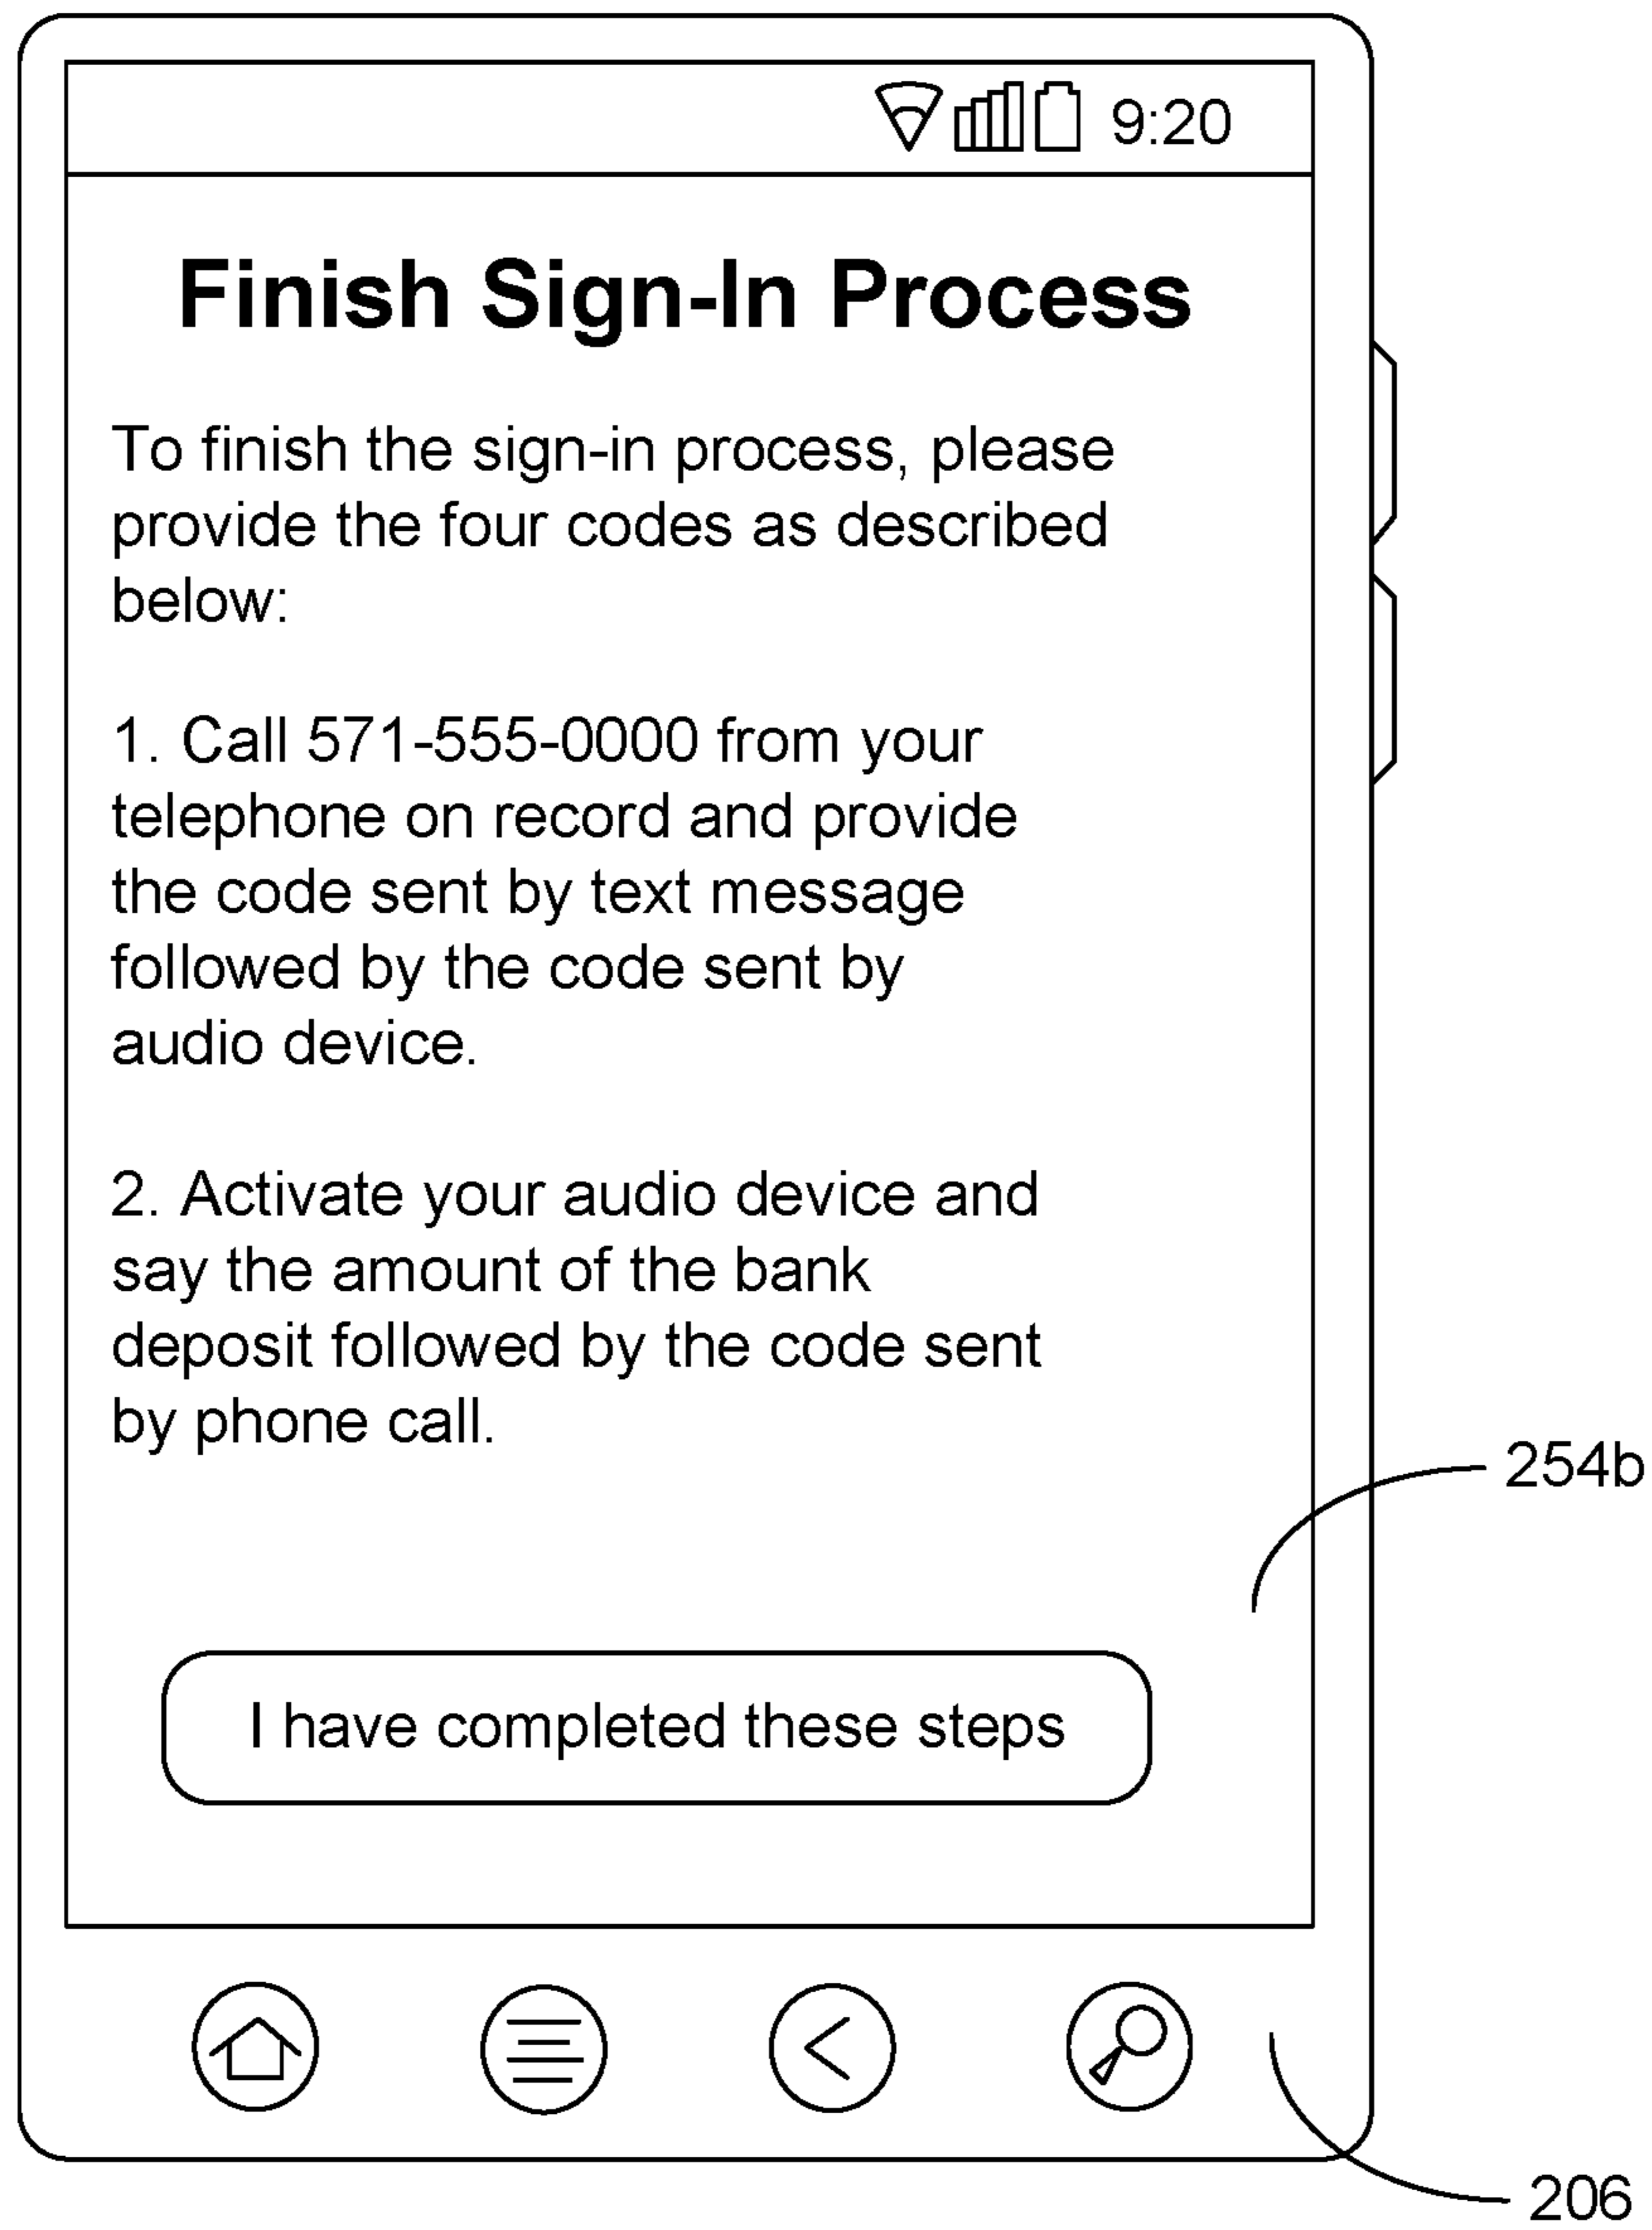 9:20
Finish Sign-In Process
To finish the sign-in process, please
provide the four codes as described
below:
1. Call 571-555-0000 from your
telephone on record and provide
the code sent by text message
followed by the code sent by
audio device.
2. Activate your audio device and
say the amount of the bank
deposit followed by the code sent
by phone call.
254b
I have completed these steps
206